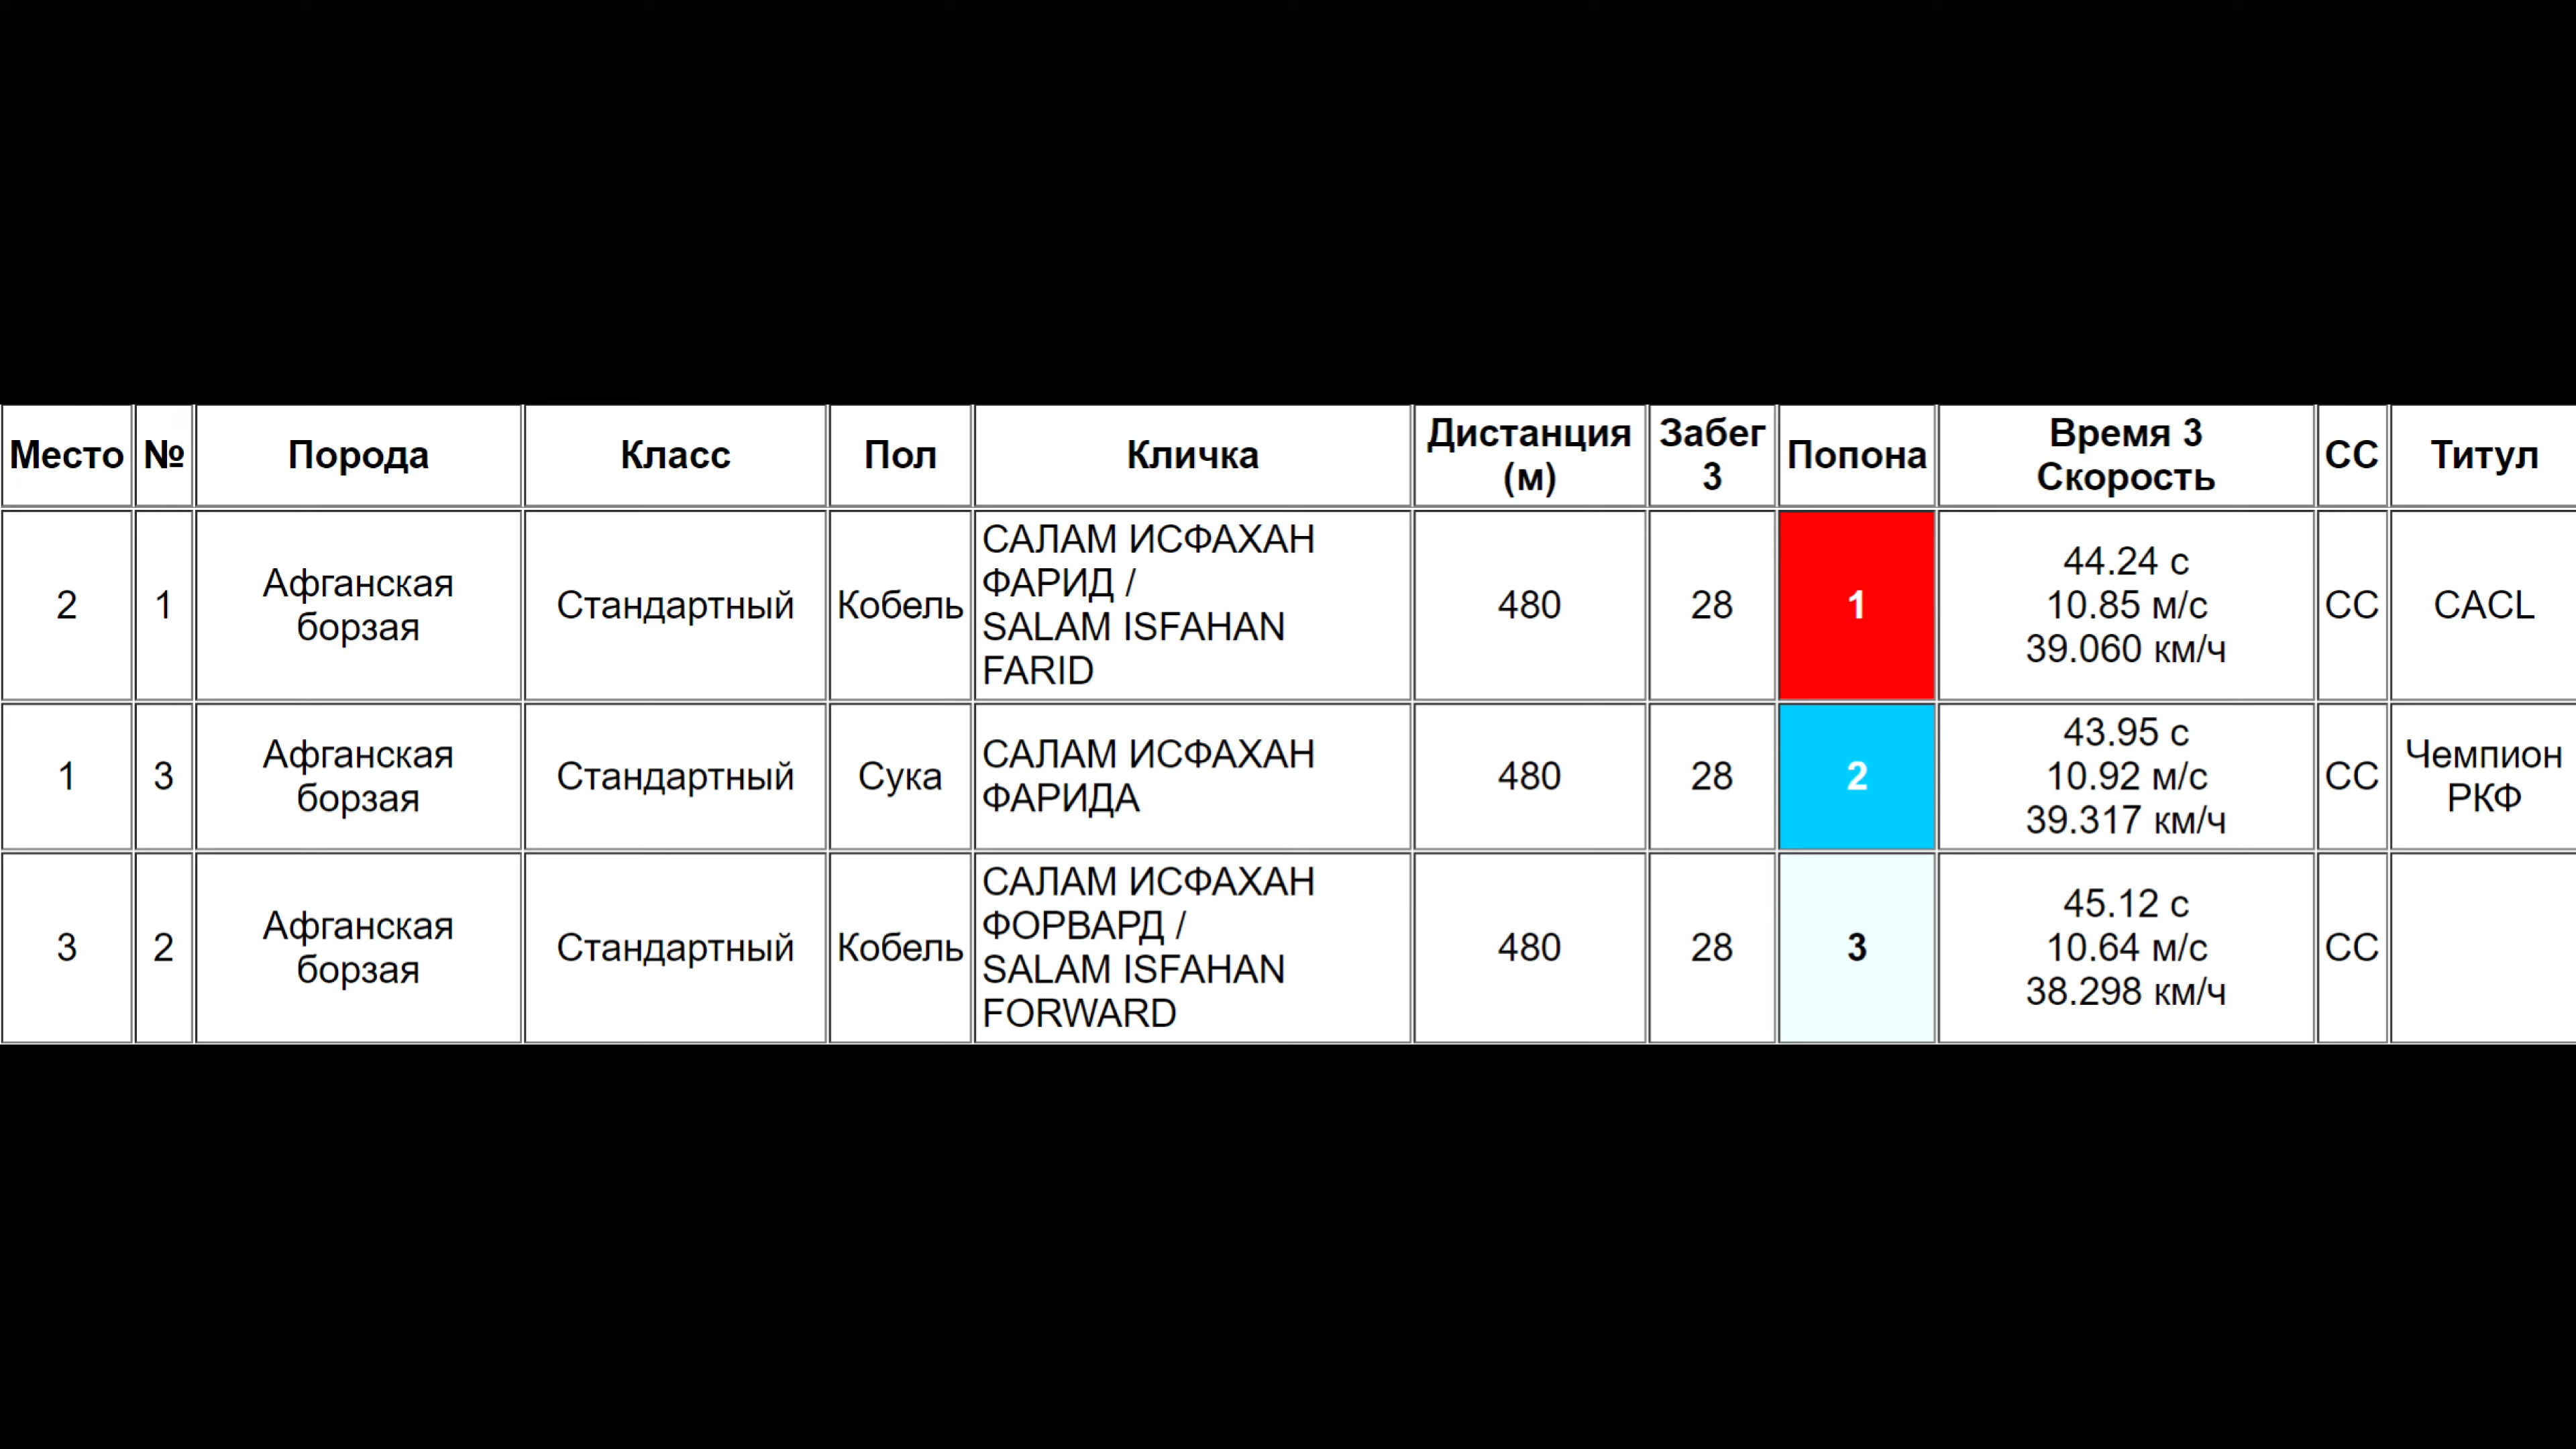 Место № Порода Класс Пол Кличка Дистанция (м) Забег 3 Попона Время 3 Скорость СС Титул
2 1 Афганская борзая Стандартный Кобель САЛАМ ИСФАХАН ФАРИД / SALAM ISFAHAN FARID 480 28 1 44.24 с 10.85 м/с 39.060 км/ч СС CACL
1 3 Афганская борзая Стандартный Сука САЛАМ ИСФАХАН ФАРИДА 480 28 2 43.95 с 10.92 м/с 39.317 км/ч СС Чемпион РКФ
3 2 Афганская борзая Стандартный Кобель САЛАМ ИСФАХАН ФОРВАРД / SALAM ISFAHAN FORWARD 480 28 3 45.12 с 10.64 м/с 38.298 км/ч СС